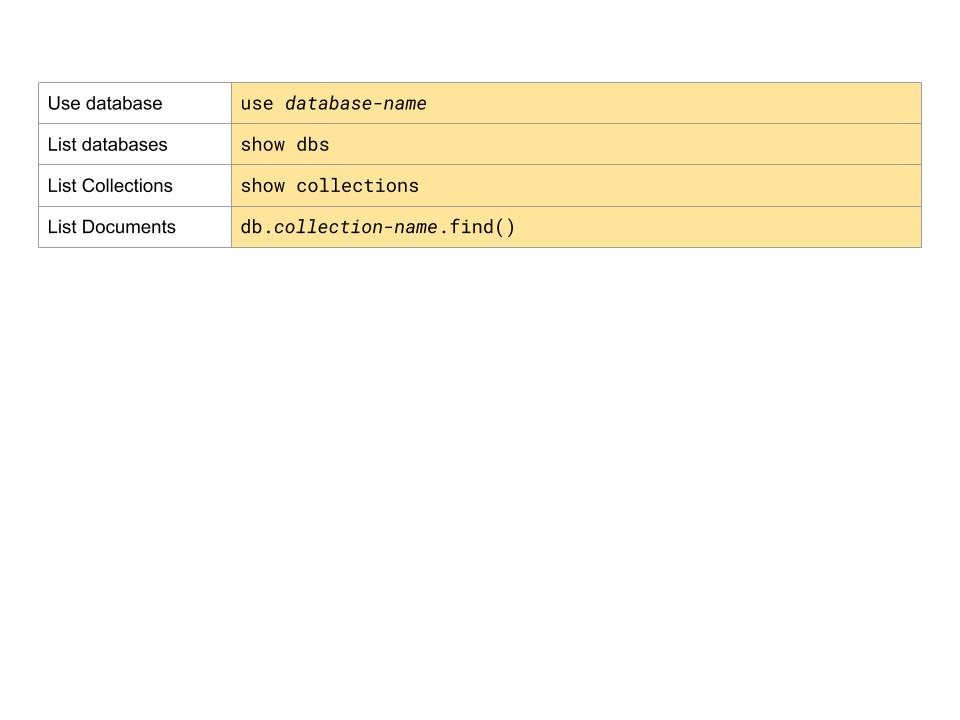 Use database use database-name
List databases show dbs
List Collections show collections
List Documents db.collection-name.find()